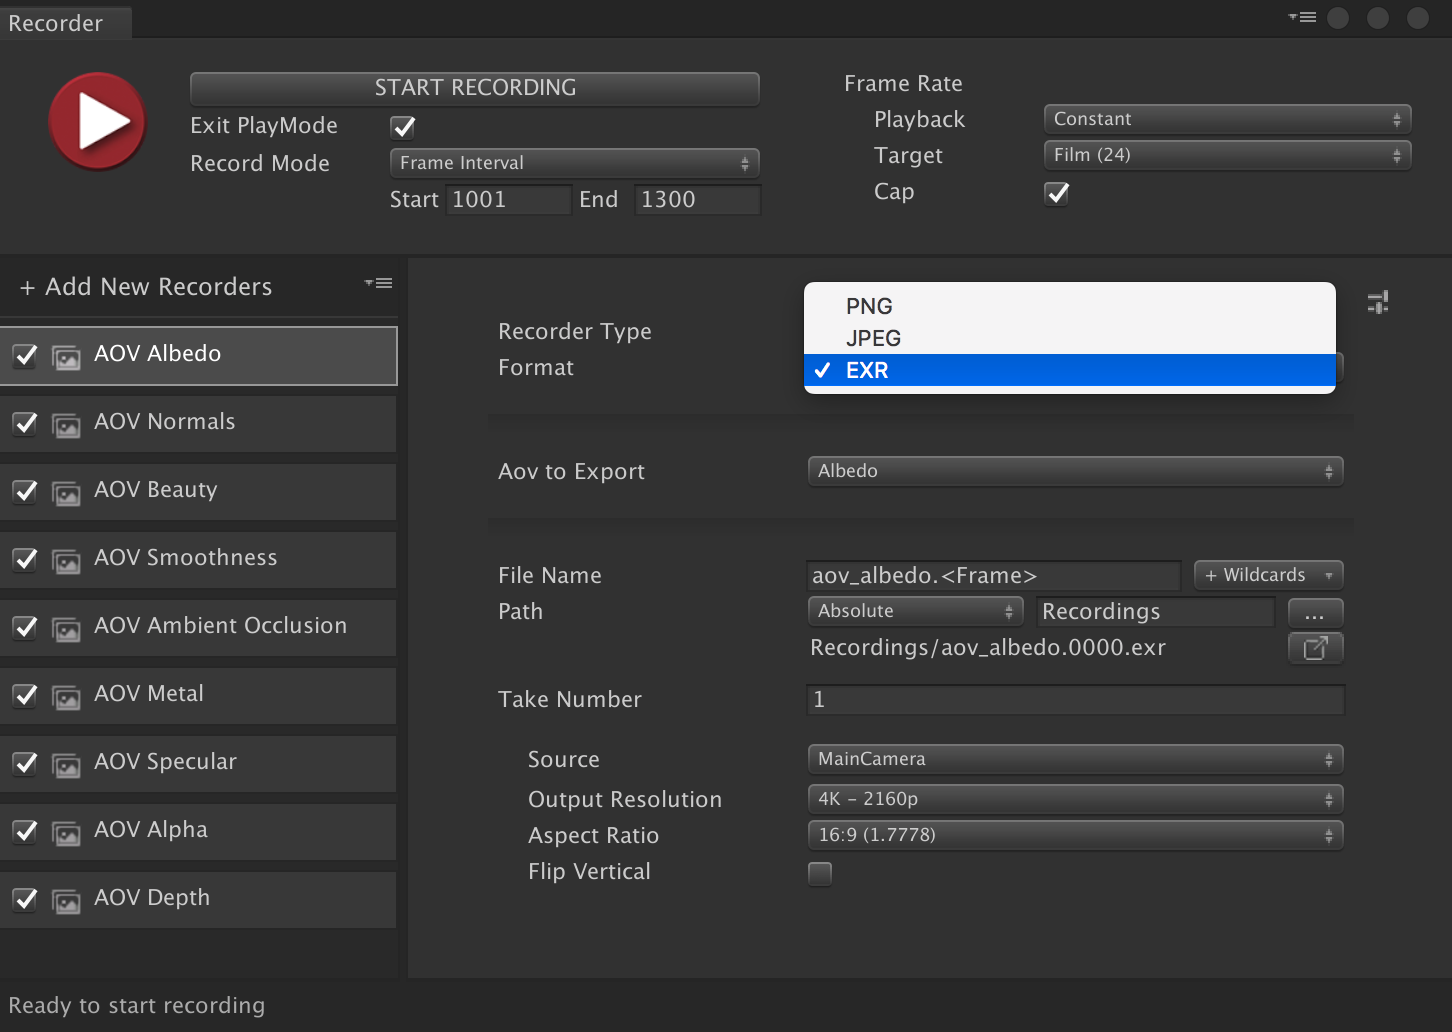 Recorder
START RECORDING
Exit PlayMode
Record Mode Frame Interval
Start 1001 End 1300
Frame Rate
Playback Constant
Target Film (24)
Cap
+ Add New Recorders
AOV Albedo
AOV Normals
AOV Beauty
AOV Smoothness
AOV Ambient Occlusion
AOV Metal
AOV Specular
AOV Alpha
AOV Depth
Recorder Type
Format
PNG
JPEG
EXR
Aov to Export Albedo
File Name aov_albedo.<Frame> + Wildcards
Path Absolute Recordings ...
Recordings/aov_albedo.0000.exr
Take Number 1
Source MainCamera
Output Resolution 4K - 2160p
Aspect Ratio 16:9 (1.7778)
Flip Vertical
Ready to start recording